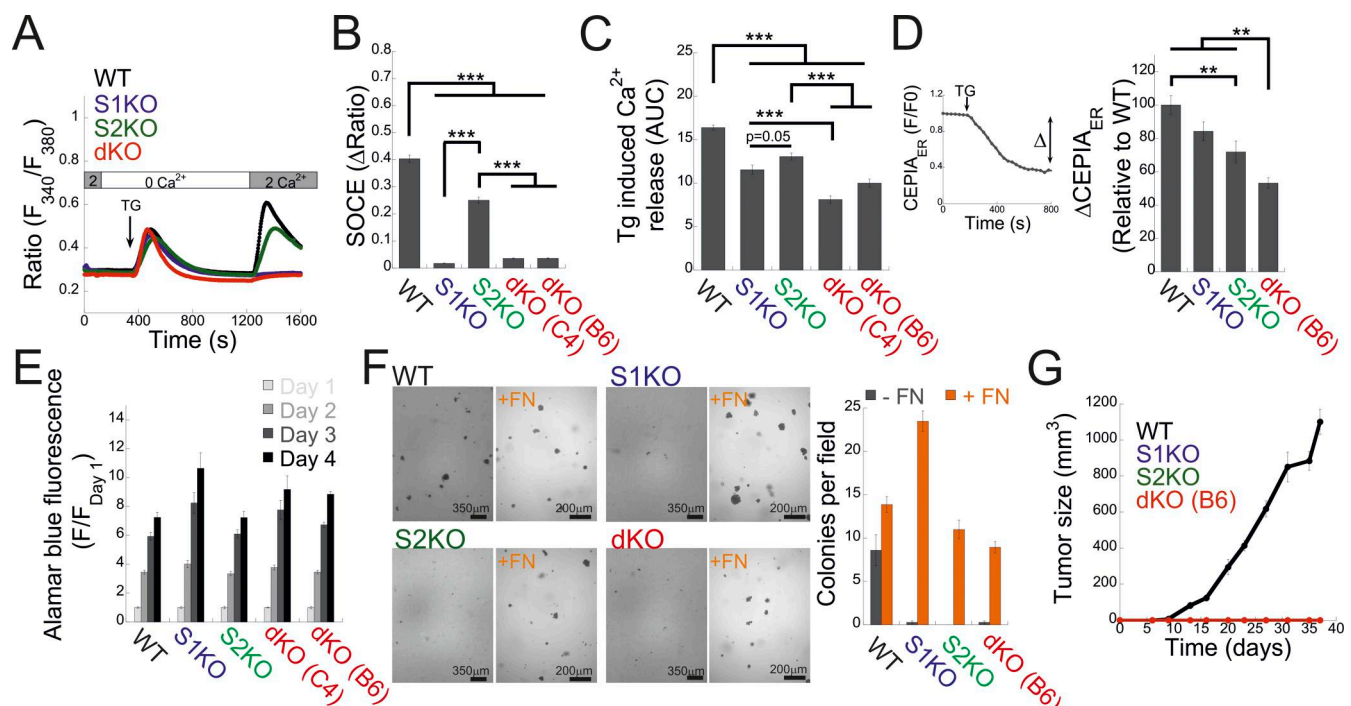 A
WT
S1KO
S2KO
dKO
Ratio (F340/F380)
1
0.8
0.6
0.4
0.2
2
0 Ca2+
2 Ca2+
TG
0
400
800
1200
1600
Time (s)
B
SOCE (ΔRatio)
0.8
0.7
0.6
0.5
0.4
0.3
0.2
0.1
0
***
***
***
WT
S1KO
S2KO
dKO (C4)
dKO (B6)
C
Tg induced Ca2+
release (AUC)
25
20
15
10
5
0
***
***
***
p=0.05
WT
S1KO
S2KO
dKO (C4)
dKO (B6)
D
CEPIAER (F/F0)
1.2
0.8
0.4
0
TG
Δ
0
400
800
Time (s)
ΔCEPIAER
(Relative to WT)
120
100
80
60
40
20
0
**
**
WT
S1KO
S2KO
dKO (B6)
E
Alamar blue fluorescence
(F/FDay 1)
14
12
10
8
6
4
2
0
Day 1
Day 2
Day 3
Day 4
WT
S1KO
S2KO
dKO (C4)
dKO (B6)
F
WT
+FN
350μm
200μm
S1KO
+FN
350μm
200μm
S2KO
+FN
350μm
200μm
dKO
+FN
350μm
200μm
- FN
+ FN
Colonies per field
25
20
15
10
5
0
WT
S1KO
S2KO
dKO (B6)
G
Tumor size (mm3)
1200
1000
800
600
400
200
0
WT
S1KO
S2KO
dKO (B6)
0
5
10
15
20
25
30
35
40
Time (days)